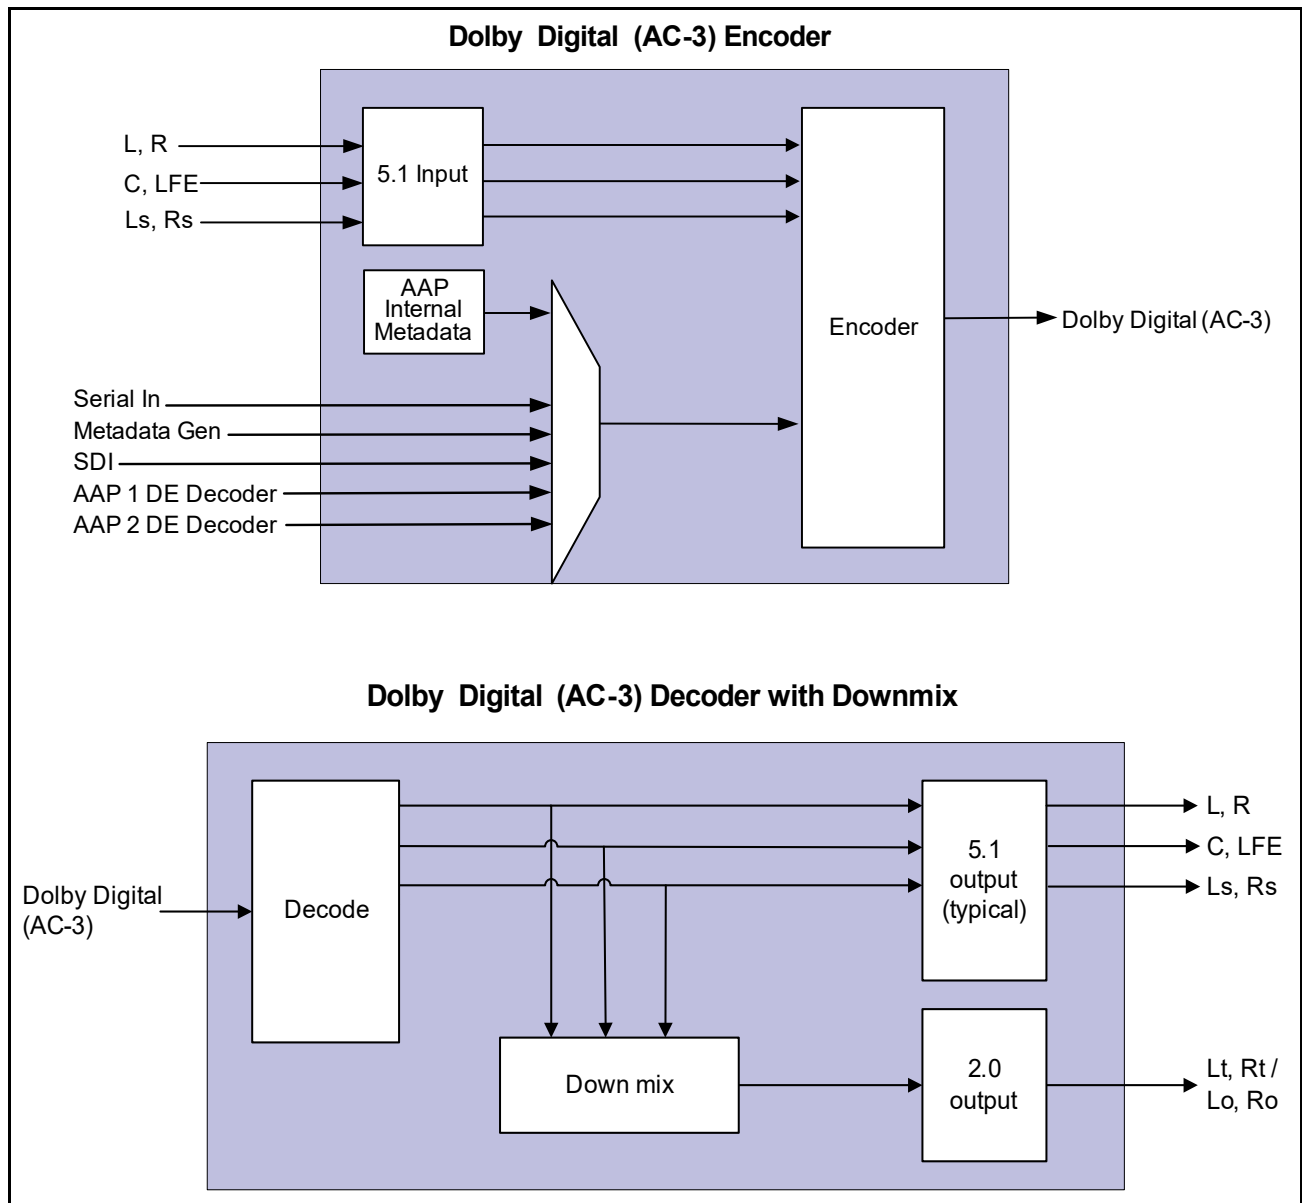 Dolby Digital (AC-3) Encoder
L, R
C, LFE
Ls, Rs
5.1 Input
AAP
Internal
Metadata
Serial In
Metadata Gen
SDI
AAP 1 DE Decoder
AAP 2 DE Decoder
Encoder
Dolby Digital (AC-3)
Dolby Digital (AC-3) Decoder with Downmix
Dolby Digital
(AC-3)
Decode
Down mix
5.1
output
(typical)
2.0
output
L, R
C, LFE
Ls, Rs
Lt, Rt /
Lo, Ro